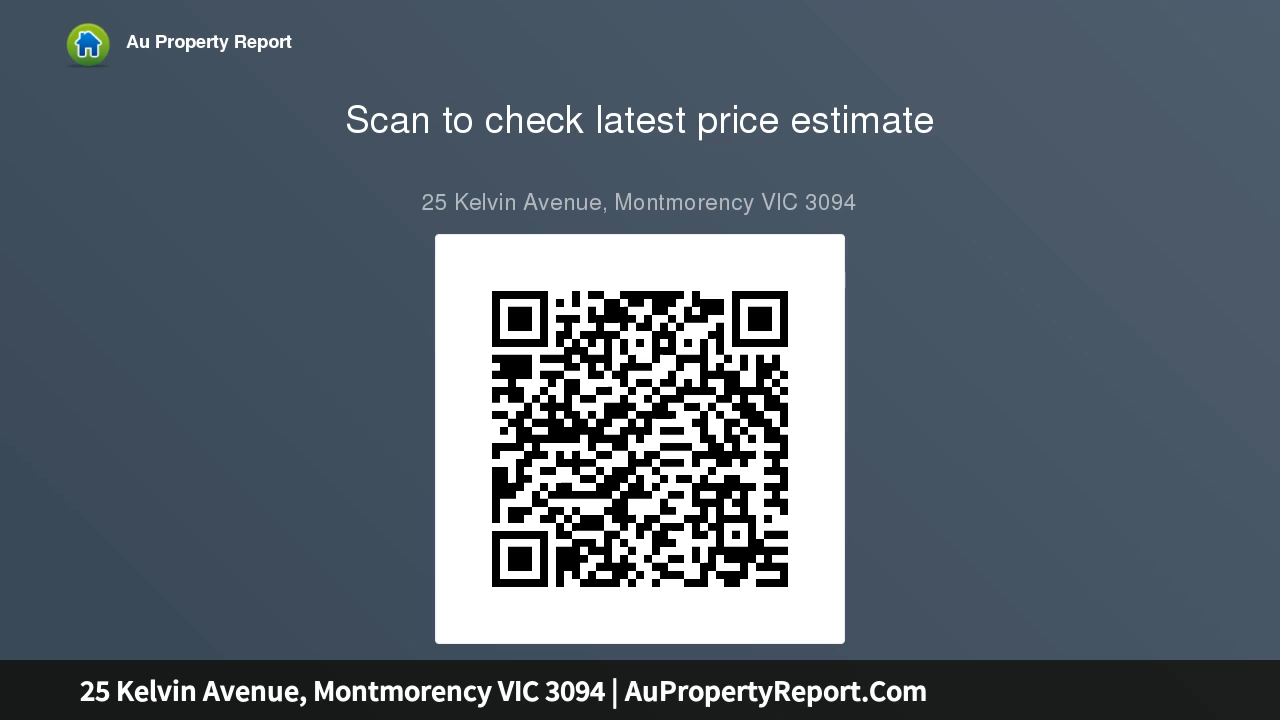 Au Property Report
Scan to check latest price estimate
25 Kelvin Avenue, Montmorency VIC 3094
25 Kelvin Avenue, Montmorency VIC 3094 | AuPropertyReport.Com